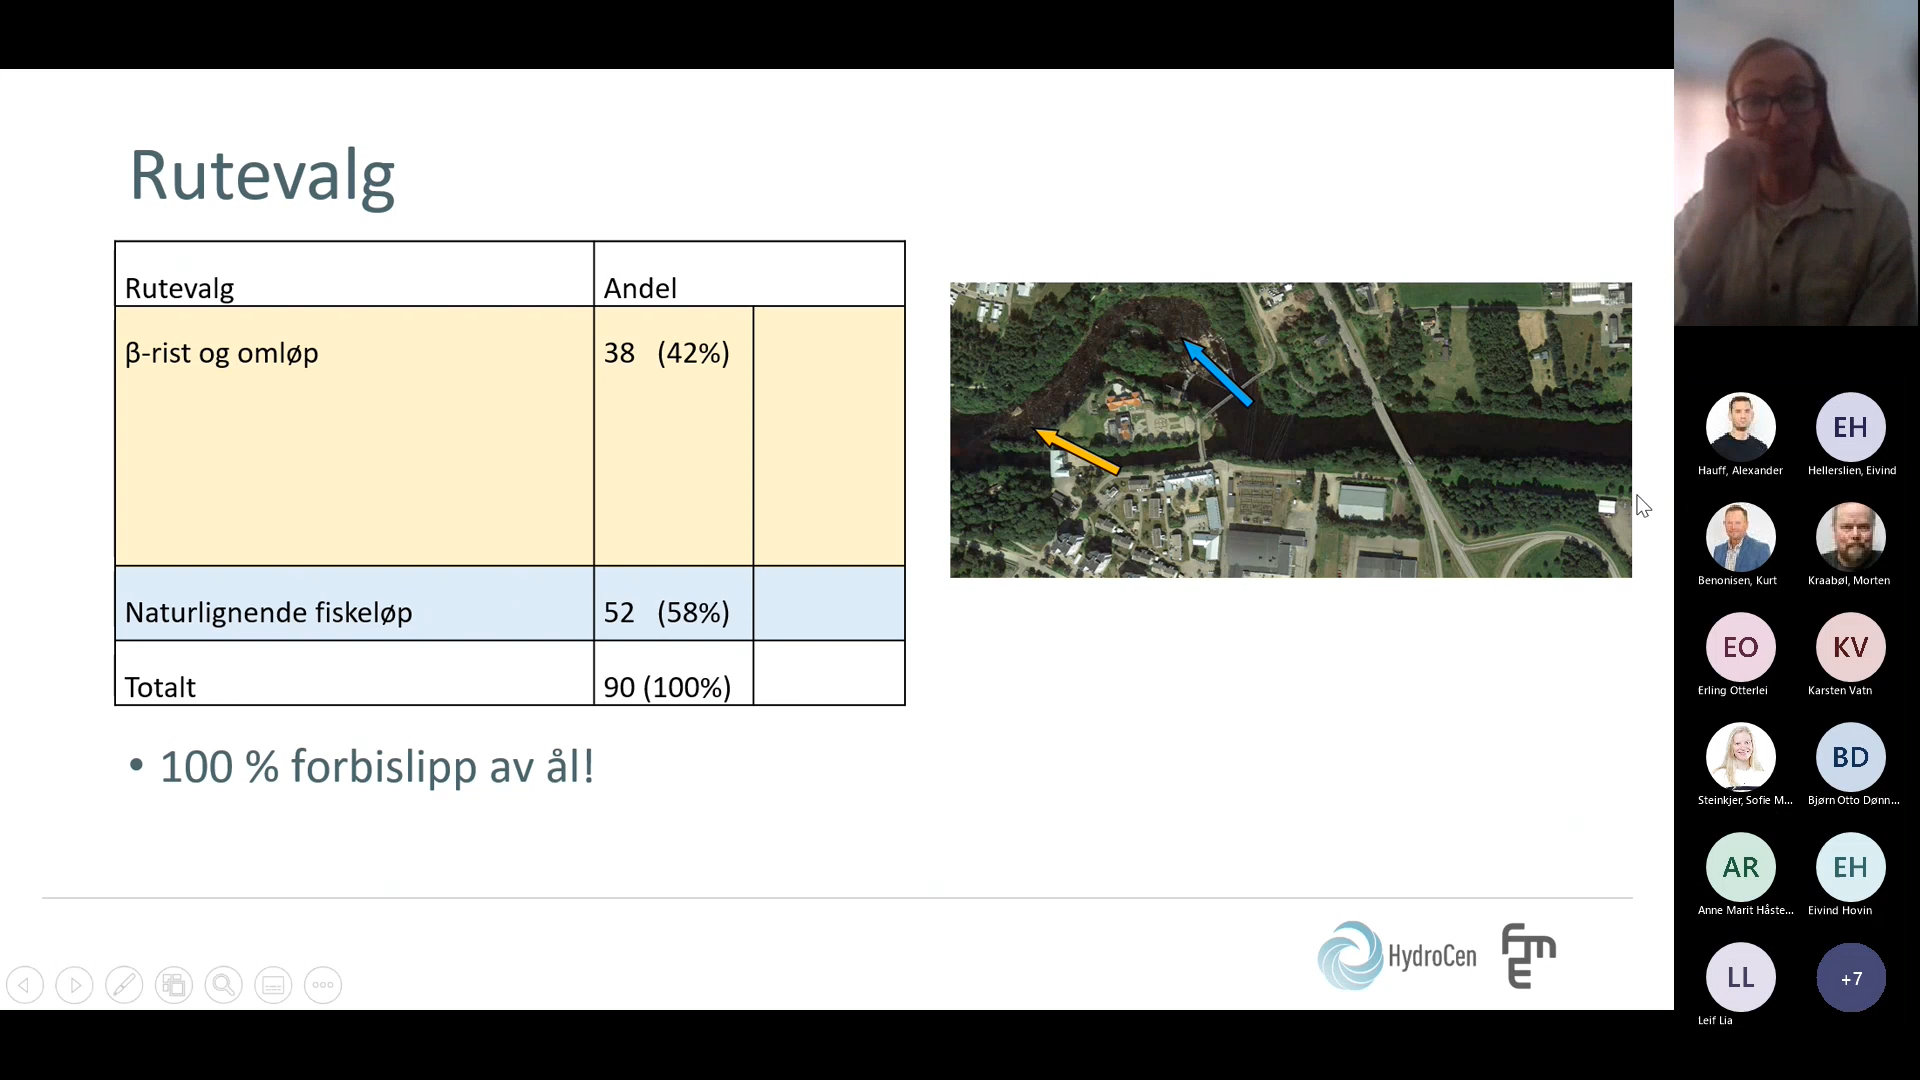 Rutevalg
Rutevalg Andel
β-rist og omløp 38 (42%)
Naturlignende fiskeløp 52 (58%)
Totalt 90 (100%)
• 100 % forbislipp av ål!
HydroCen
FME
Hauff, Alexander
EH
Hellerslien, Eivind
Benonisen, Kurt
Kraabøl, Morten
EO
Erling Otterlei
KV
Karsten Vatn
Steinkjer, Sofie M...
BD
Bjørn Otto Dønn...
AR
Anne Marit Håste...
EH
Eivind Hovin
LL
Leif Lia
+7